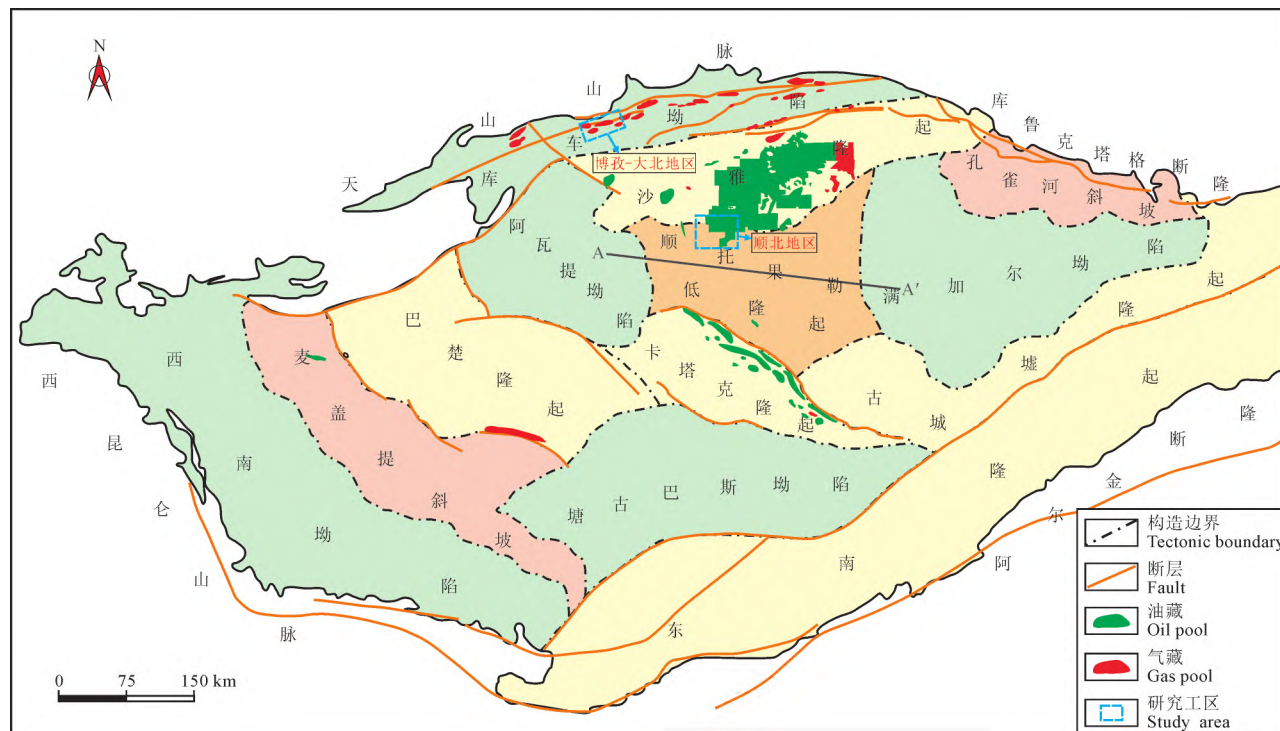 N
天山山脉
库车坳陷
库鲁克塔格断隆
孔雀河斜坡
沙雅隆起
博孜-大北地区
顺北地区
阿瓦提坳陷
顺托果勒低隆起
满加尔坳陷
A
A′
巴楚隆起
卡塔克隆起
古城墟隆起
麦盖提斜坡
西南坳陷
塘古巴斯坳陷
东南隆起
西昆仑山脉
阿尔金断隆
0 75 150 km
构造边界
Tectonic boundary
断层
Fault
油藏
Oil pool
气藏
Gas pool
研究工区
Study area